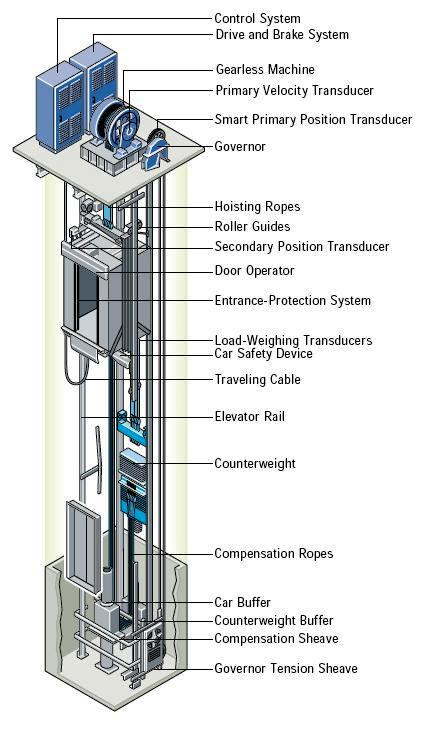 Control System
Drive and Brake System
Gearless Machine
Primary Velocity Transducer
Smart Primary Position Transducer
Governor
Hoisting Ropes
Roller Guides
Secondary Position Transducer
Door Operator
Entrance-Protection System
Load-Weighing Transducers
Car Safety Device
Traveling Cable
Elevator Rail
Counterweight
Compensation Ropes
Car Buffer
Counterweight Buffer
Compensation Sheave
Governor Tension Sheave